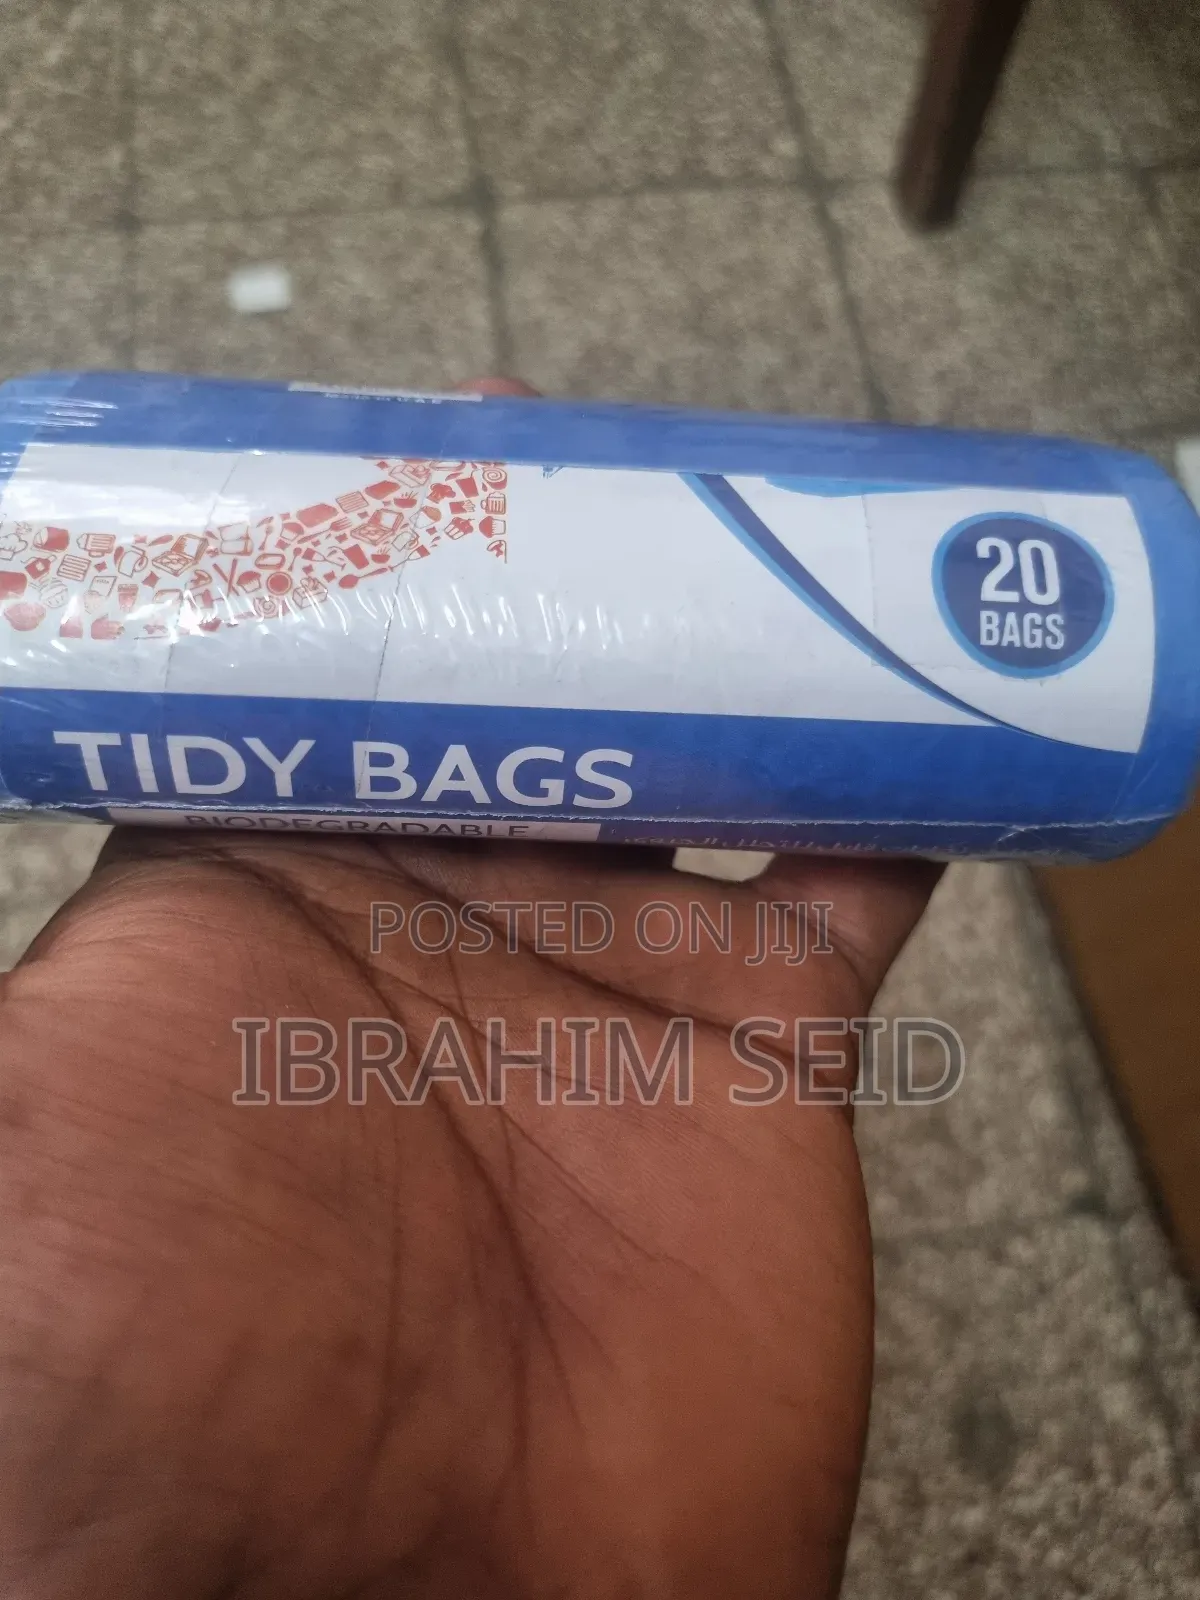 20
BAGS
TIDY BAGS
BIODEGRADABLE
POSTED ON JIJI
IBRAHIM SEID